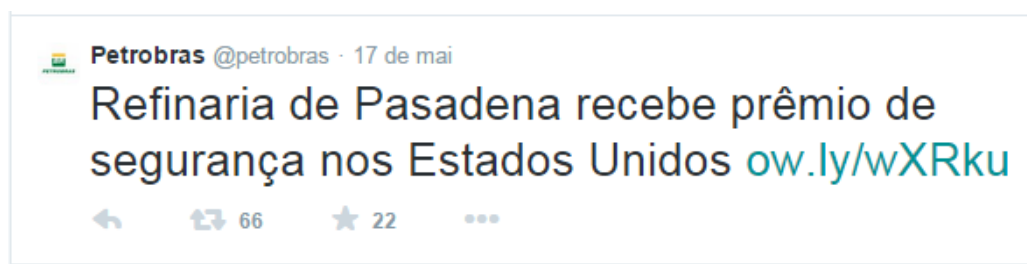 Petrobras @petrobras · 17 de mai
Refinaria de Pasadena recebe prêmio de
segurança nos Estados Unidos ow.ly/wXRku
66 22